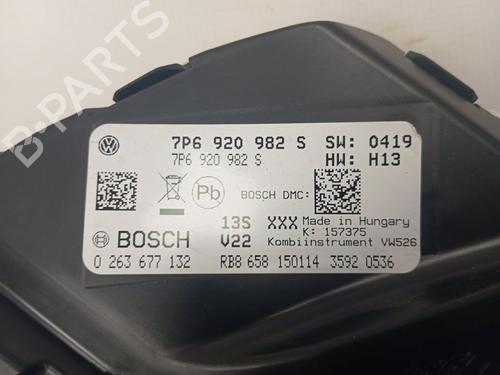 B-PARTS
7P6 920 982 S SW: 0419
7P6 920 982 S HW: H13
Pb BOSCH DMC:
13S XXX Made in Hungary
K: 157375
BOSCH V22 Kombiinstrument VW526
0 263 677 132 RB8 658 150114 3592 0536